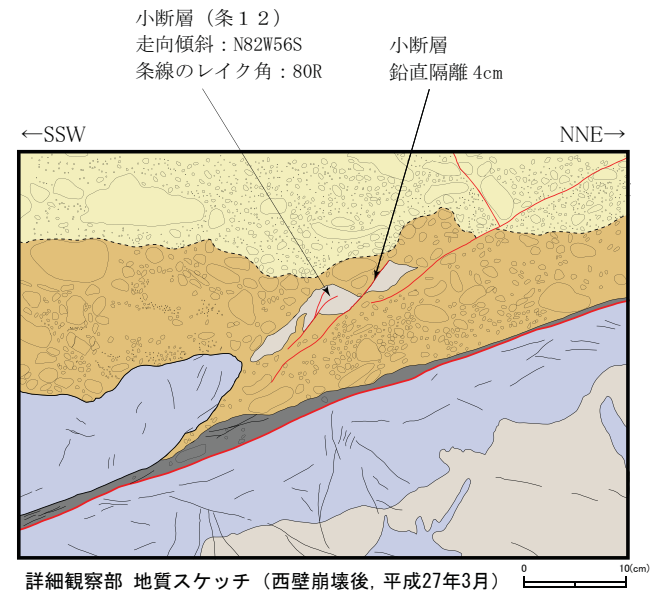 小断層（条１２）
走向傾斜：N82W56S
条線のレイク角：80R
小断層
鉛直隔離 4cm
←SSW
NNE→
詳細観察部 地質スケッチ（西壁崩壊後, 平成27年3月）
0 10(cm)